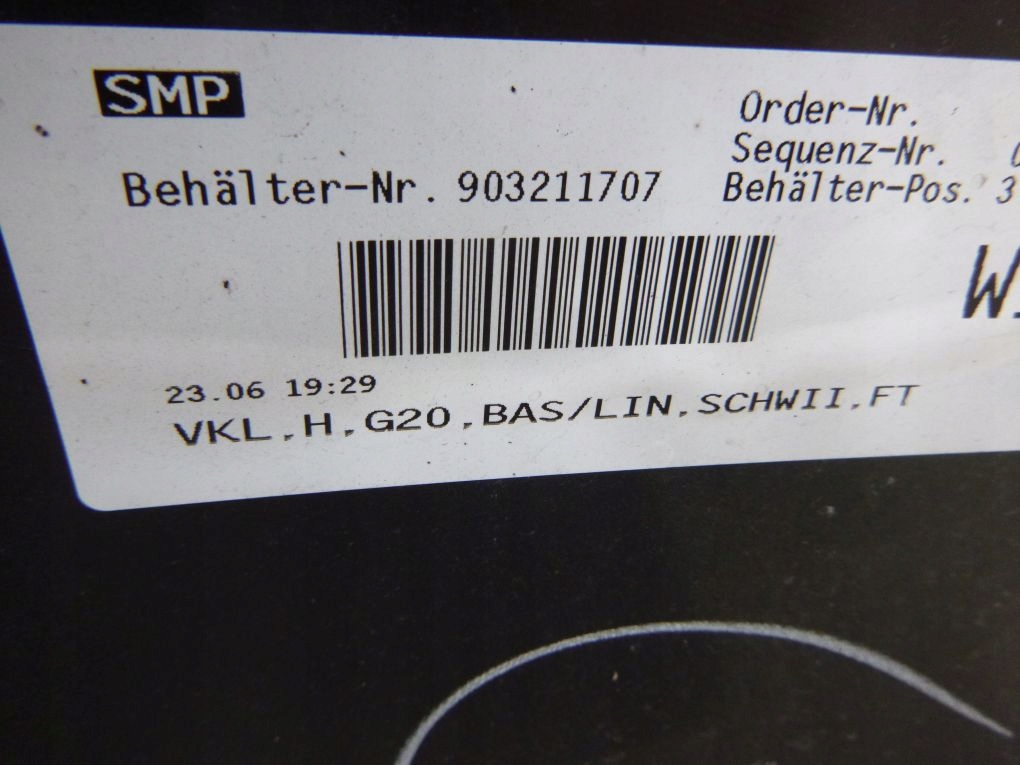 SMP
Order-Nr.
Sequenz-Nr.
Behälter-Nr. 903211707
Behälter-Pos. 3
23.06 19:29
VKL,H,G20,BAS/LIN,SCHWII,FT